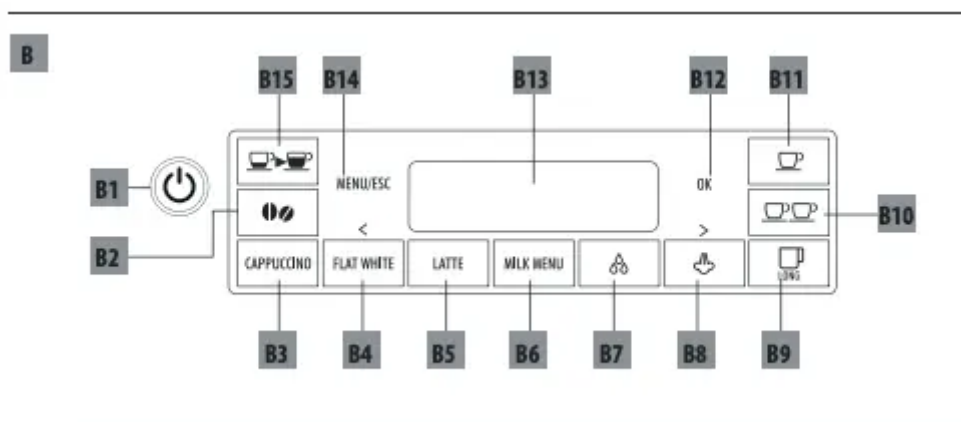 B
B15 B14 B13 B12 B11
B1 MENU/ESC OK
B10
B2 < >
CAPPUCCINO FLAT WHITE LATTE MILK MENU LONG
B3 B4 B5 B6 B7 B8 B9